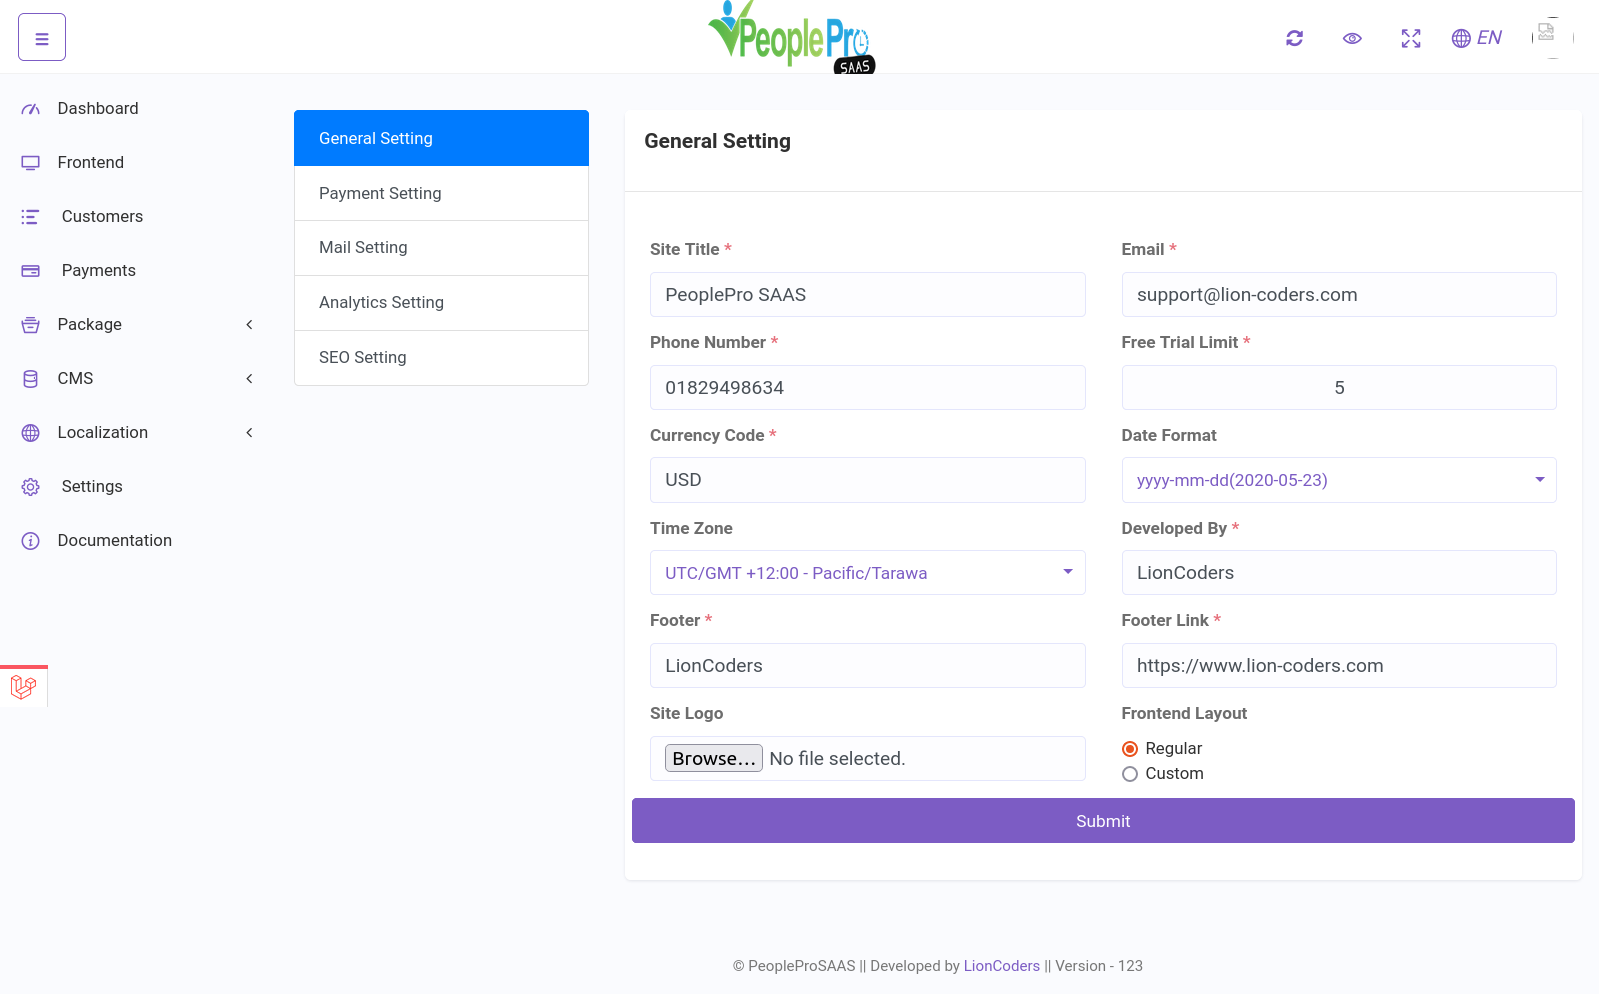 PeoplePro
SAAS
EN
Dashboard
Frontend
Customers
Payments
Package
CMS
Localization
Settings
Documentation
General Setting
Payment Setting
Mail Setting
Analytics Setting
SEO Setting
General Setting
Site Title *
PeoplePro SAAS
Email *
support@lion-coders.com
Phone Number *
01829498634
Free Trial Limit *
5
Currency Code *
USD
Date Format
yyyy-mm-dd(2020-05-23)
Time Zone
UTC/GMT +12:00 - Pacific/Tarawa
Developed By *
LionCoders
Footer *
LionCoders
Footer Link *
https://www.lion-coders.com
Site Logo
Browse... No file selected.
Frontend Layout
Regular
Custom
Submit
© PeopleProSAAS || Developed by LionCoders || Version - 123